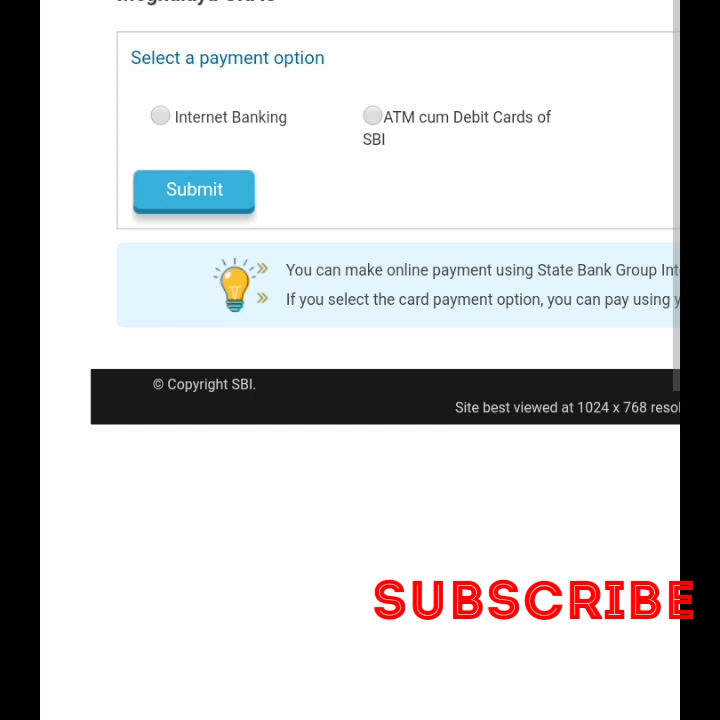 Select a payment option
Internet Banking
ATM cum Debit Cards of
SBI
Submit
» You can make online payment using State Bank Group
» If you select the card payment option, you can pay using
© Copyright SBI.
Site best viewed at 1024 x 768
SUBSCRIBE